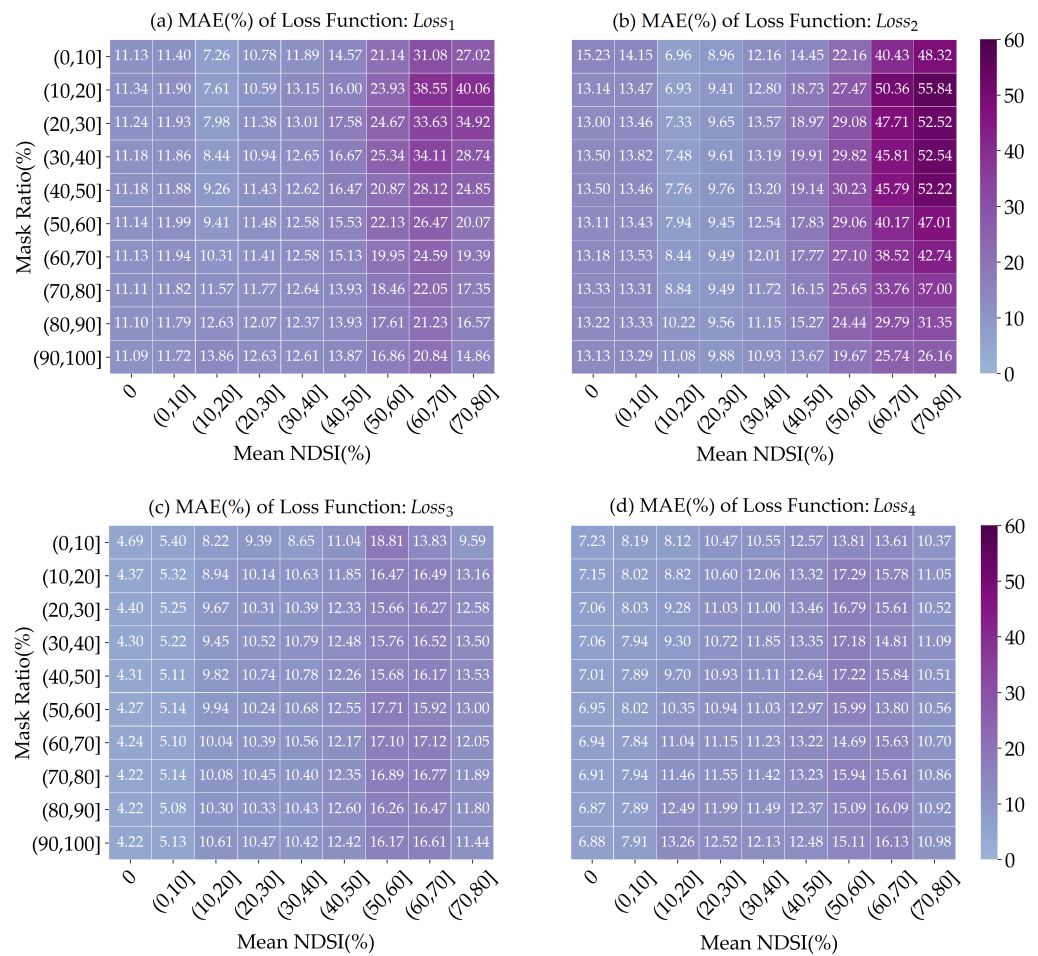 (a) MAE(%) of Loss Function: Loss1
(b) MAE(%) of Loss Function: Loss2
Mask Ratio(%)
(0,10] 11.13 11.40 7.26 10.78 11.89 14.57 21.14 31.08 27.02
(10,20] 11.34 11.90 7.61 10.59 13.15 16.00 23.93 38.55 40.06
(20,30] 11.24 11.93 7.98 11.38 13.01 17.58 24.67 33.63 34.92
(30,40] 11.18 11.86 8.44 10.94 12.65 16.67 25.34 34.11 28.74
(40,50] 11.18 11.88 9.26 11.43 12.62 16.47 20.87 28.12 24.85
(50,60] 11.14 11.99 9.41 11.48 12.58 15.53 22.13 26.47 20.07
(60,70] 11.13 11.94 10.31 11.41 12.58 15.13 19.95 24.59 19.39
(70,80] 11.11 11.82 11.57 11.77 12.64 13.93 18.46 22.05 17.35
(80,90] 11.10 11.79 12.63 12.07 12.37 13.93 17.61 21.23 16.57
(90,100] 11.09 11.72 13.86 12.63 12.61 13.87 16.86 20.84 14.86
0 (0,10] (10,20] (20,30] (30,40] (40,50] (50,60] (60,70] (70,80]
Mean NDSI(%)
15.23 14.15 6.96 8.96 12.16 14.45 22.16 40.43 48.32
13.14 13.47 6.93 9.41 12.80 18.73 27.47 50.36 55.84
13.00 13.46 7.33 9.65 13.57 18.97 29.08 47.71 52.52
13.50 13.82 7.48 9.61 13.19 19.91 29.82 45.81 52.54
13.50 13.46 7.76 9.76 13.20 19.14 30.23 45.79 52.22
13.11 13.43 7.94 9.45 12.54 17.83 29.06 40.17 47.01
13.18 13.53 8.44 9.49 12.01 17.77 27.10 38.52 42.74
13.33 13.31 8.84 9.49 11.72 16.15 25.65 33.76 37.00
13.22 13.33 10.22 9.56 11.15 15.27 24.44 29.79 31.35
13.13 13.29 11.08 9.88 10.93 13.67 19.67 25.74 26.16
0 (0,10] (10,20] (20,30] (30,40] (40,50] (50,60] (60,70] (70,80]
Mean NDSI(%)
60
50
40
30
20
10
0
(c) MAE(%) of Loss Function: Loss3
(d) MAE(%) of Loss Function: Loss4
Mask Ratio(%)
(0,10] 4.69 5.40 8.22 9.39 8.65 11.04 18.81 13.83 9.59
(10,20] 4.37 5.32 8.94 10.14 10.63 11.85 16.47 16.49 13.16
(20,30] 4.40 5.25 9.67 10.31 10.39 12.33 15.66 16.27 12.58
(30,40] 4.30 5.22 9.45 10.52 10.79 12.48 15.76 16.52 13.50
(40,50] 4.31 5.11 9.82 10.74 10.78 12.26 15.68 16.17 13.53
(50,60] 4.27 5.14 9.94 10.24 10.68 12.55 17.71 15.92 13.00
(60,70] 4.24 5.10 10.04 10.39 10.56 12.17 17.10 17.12 12.05
(70,80] 4.22 5.14 10.08 10.45 10.40 12.35 16.89 16.77 11.89
(80,90] 4.22 5.08 10.30 10.33 10.43 12.60 16.26 16.47 11.80
(90,100] 4.22 5.13 10.61 10.47 10.42 12.42 16.17 16.61 11.44
0 (0,10] (10,20] (20,30] (30,40] (40,50] (50,60] (60,70] (70,80]
Mean NDSI(%)
7.23 8.19 8.12 10.47 10.55 12.57 13.81 13.61 10.37
7.15 8.02 8.82 10.60 12.06 13.32 17.29 15.78 11.05
7.06 8.03 9.28 11.03 11.00 13.46 16.79 15.61 10.52
7.06 7.94 9.30 10.72 11.85 13.35 17.18 14.81 11.09
7.01 7.89 9.70 10.93 11.11 12.64 17.22 15.84 10.51
6.95 8.02 10.35 10.94 11.03 12.97 15.99 13.80 10.56
6.94 7.84 11.04 11.15 11.23 13.22 14.69 15.63 10.70
6.91 7.94 11.46 11.55 11.42 13.23 15.94 15.61 10.86
6.87 7.89 12.49 11.99 11.49 12.37 15.09 16.09 10.92
6.88 7.91 13.26 12.52 12.13 12.48 15.11 16.13 10.98
0 (0,10] (10,20] (20,30] (30,40] (40,50] (50,60] (60,70] (70,80]
Mean NDSI(%)
60
50
40
30
20
10
0